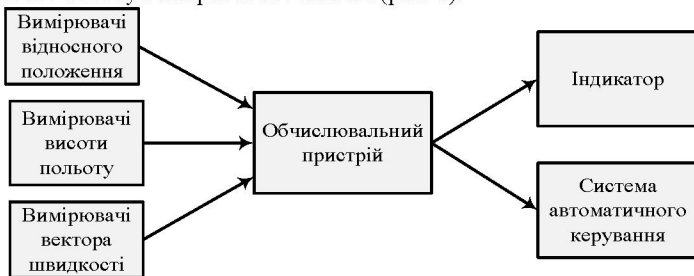 Вимірювачі
відносного
положення
Вимірювачі
висоти
польоту
Вимірювачі
вектора
швидкості
Обчислювальний
пристрій
Індикатор
Система
автоматичного
керування